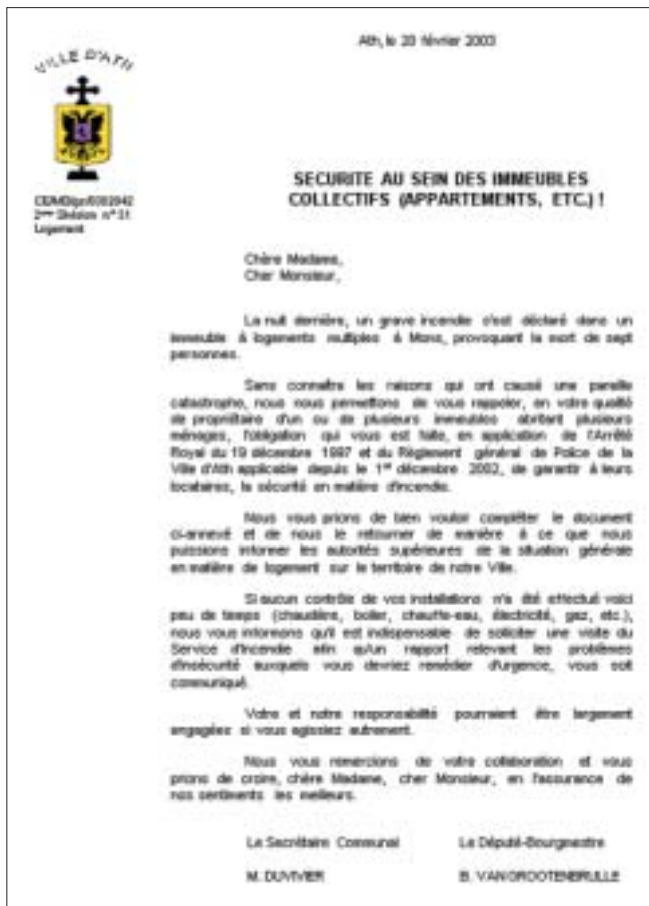 Ath, le 20 février 2003
VILLE D'ATH
2ème Division n° 31
Logement
SECURITE AU SEIN DES IMMEUBLES
COLLECTIFS (APPARTEMENTS, ETC.) !
Chère Madame,
Cher Monsieur,
La nuit dernière, un grave incendie s'est déclaré dans un
immeuble à logements multiples à Mons, provoquant la mort de sept
personnes.
Sans connaître les raisons qui ont causé une pareille
catastrophe, nous nous permettons de vous rappeler, en votre qualité
de propriétaire d'un ou de plusieurs immeubles abritant plusieurs
ménages, l'obligation qui vous est faite, en application de l'Arrêté
Royal du 19 décembre 1997 et du Règlement général de Police de la
Ville d'Ath applicable depuis le 1er décembre 2002, de garantir à leurs
locataires, la sécurité en matière d'incendie.
Nous vous prions de bien vouloir compléter le document
ci-annexé et de nous le retourner de manière à ce que nous
puissions informer les autorités supérieures de la situation générale
en matière de logement sur le territoire de notre Ville.
Si aucun contrôle de vos installations n'a été effectué voici
peu de temps (chaudière, boiler, chauffe-eau, électricité, gaz, etc.),
nous vous informons qu'il est indispensable de solliciter une visite du
Service d'Incendie afin qu'un rapport relevant les problèmes
d'insécurité auxquels vous devriez remédier d'urgence, vous soit
communiqué.
Votre et notre responsabilité pourraient être largement
engagées si vous agissiez autrement.
Nous vous remercions de votre collaboration et vous
prions de croire, chère Madame, cher Monsieur, en l'assurance de
nos sentiments les meilleurs.
Le Secrétaire Communal
Le Député-Bourgmestre
M. DUVIVIER
B. VANGROOTENBRULLE